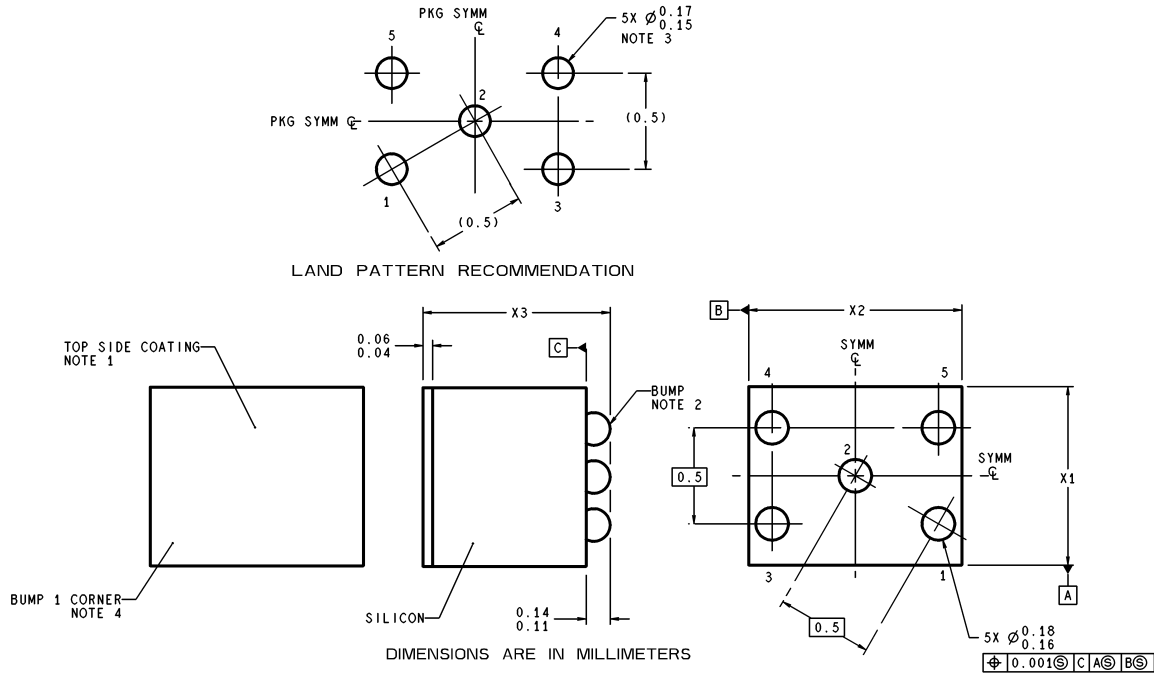 PKG SYMM
℄
5
4
5X Ø 0.17
0.15
NOTE 3
2
PKG SYMM ℄
(0.5)
1
(0.5)
3
LAND PATTERN RECOMMENDATION
TOP SIDE COATING
NOTE 1
BUMP 1 CORNER
NOTE 4
X3
0.06
0.04
C
BUMP
NOTE 2
SILICON
0.14
0.11
B
X2
SYMM
℄
4
5
2
SYMM
℄
0.5
X1
3
1
A
0.5
5X Ø 0.18
0.16
⌖ 0.001Ⓢ C AⓈ BⓈ
DIMENSIONS ARE IN MILLIMETERS